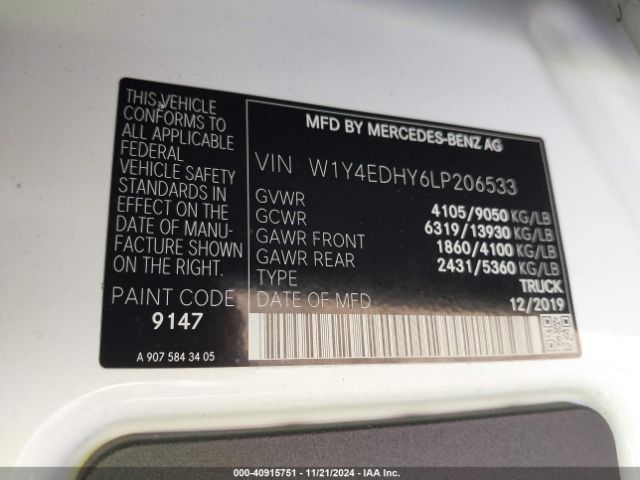 THIS VEHICLE
CONFORMS TO
ALL APPLICABLE
FEDERAL
VEHICLE SAFETY
STANDARDS IN
EFFECT ON THE
DATE OF MANU-
FACTURE SHOWN
ON THE RIGHT.
PAINT CODE
9147
A 907 584 34 05
MFD BY MERCEDES-BENZ AG
VIN W1Y4EDHY6LP206533
GVWR 4105/9050 KG/LB
GCWR 6319/13930 KG/LB
GAWR FRONT 1860/4100 KG/LB
GAWR REAR 2431/5360 KG/LB
TYPE TRUCK
DATE OF MFD 12/2019
000-40915751 - 11/21/2024 - IAA Inc.